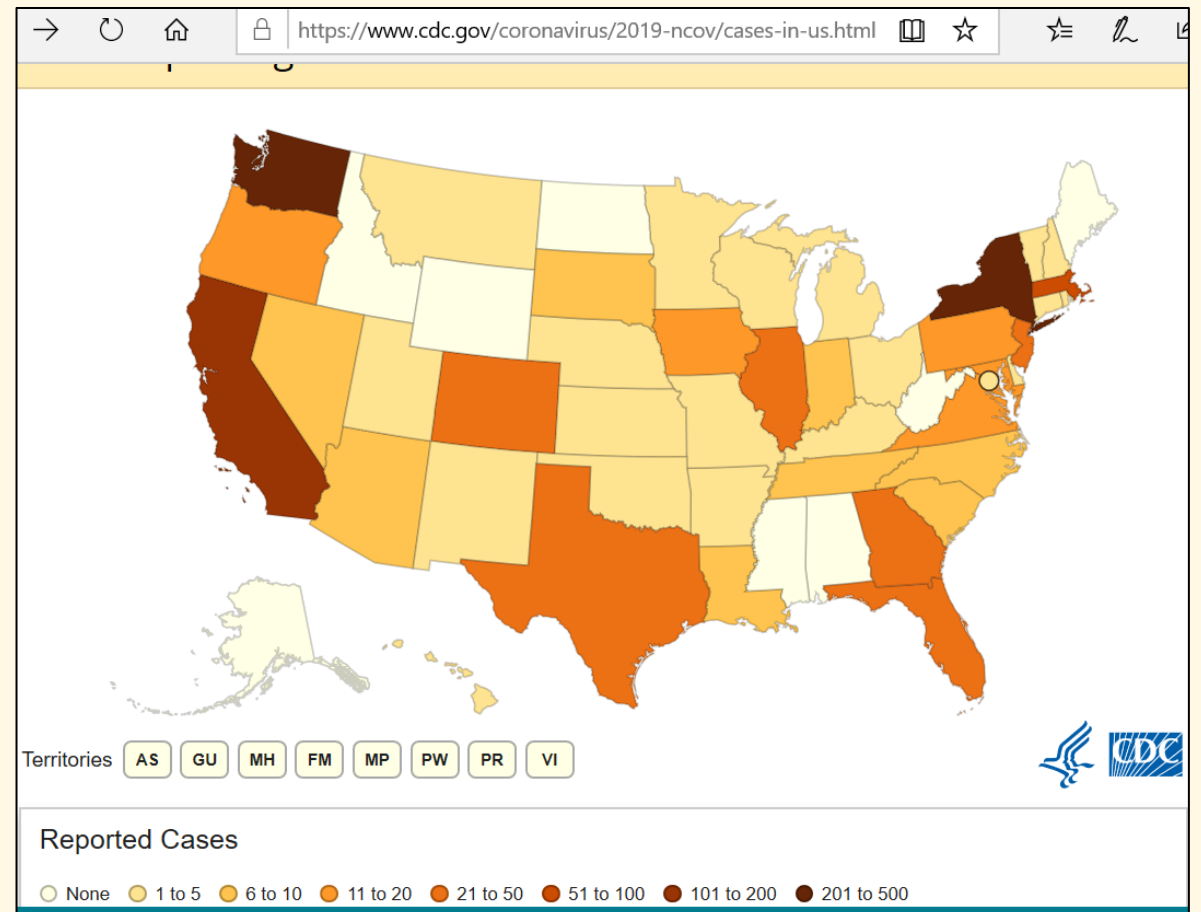 https://www.cdc.gov/coronavirus/2019-ncov/cases-in-us.html
Territories AS GU MH FM MP PW PR VI
CDC
Reported Cases
None 1 to 5 6 to 10 11 to 20 21 to 50 51 to 100 101 to 200 201 to 500